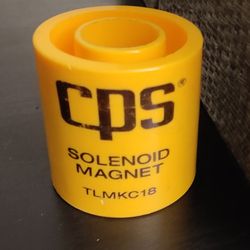 cps®
SOLENOID
MAGNET
TLMKC18